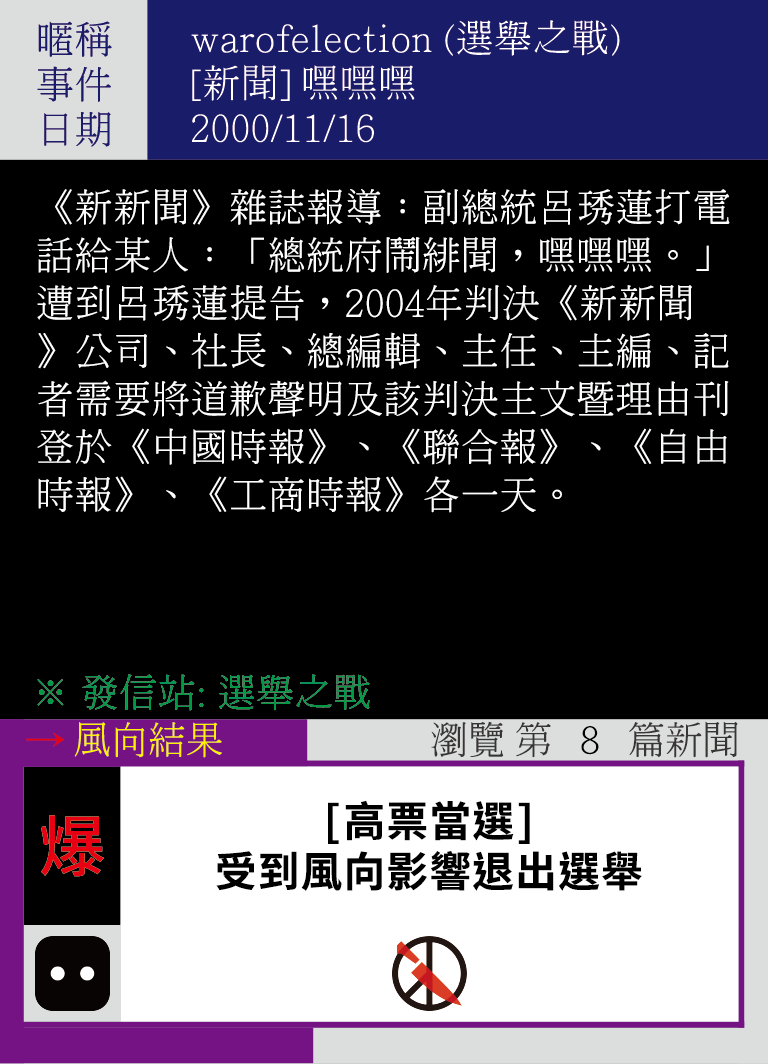 暱稱 warofelection (選舉之戰)
事件 [新聞] 嘿嘿嘿
日期 2000/11/16
《新新聞》雜誌報導：副總統呂琇蓮打電
話給某人：「總統府鬧緋聞，嘿嘿嘿。」
遭到呂琇蓮提告，2004年判決《新新聞
》公司、社長、總編輯、主任、主編、記
者需要將道歉聲明及該判決主文暨理由刊
登於《中國時報》、《聯合報》、《自由
時報》、《工商時報》各一天。
※ 發信站: 選舉之戰
→ 風向結果 瀏覽 第 8 篇新聞
爆
[高票當選]
受到風向影響退出選舉